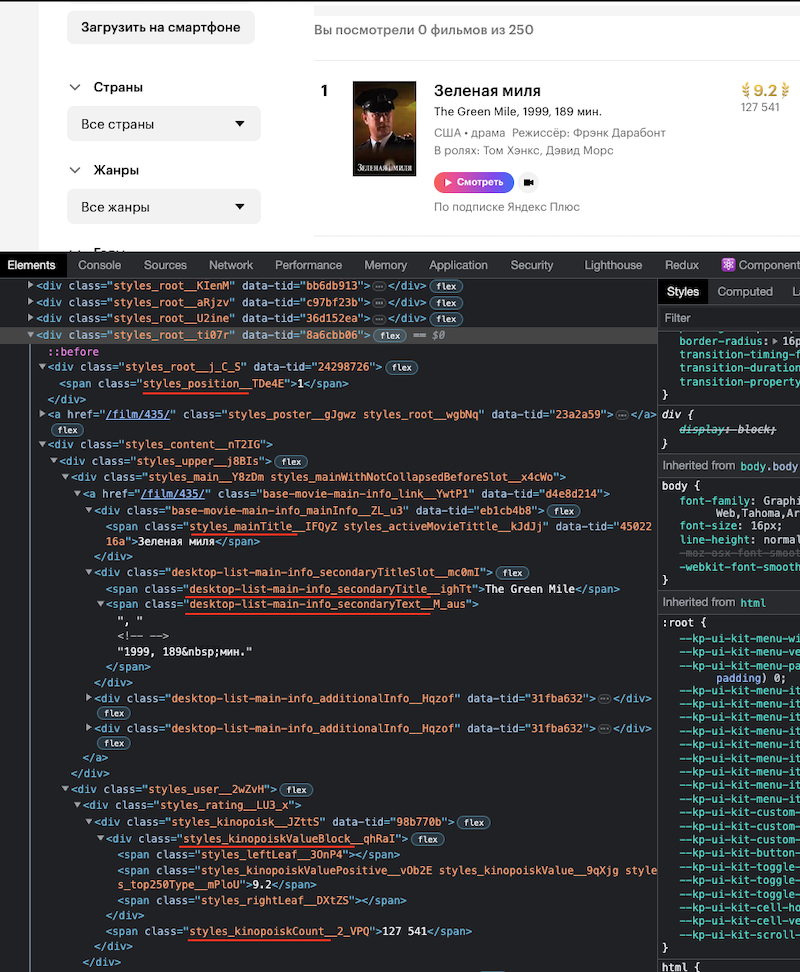 Загрузить на смартфоне
Вы посмотрели 0 фильмов из 250
Страны
Все страны
Жанры
Все жанры
1
ЗЕЛЕНАЯ МИЛЯ
Зеленая миля
The Green Mile, 1999, 189 мин.
США • драма Режиссёр: Фрэнк Дарабонт
В ролях: Том Хэнкс, Дэвид Морс
Смотреть
По подписке Яндекс Плюс
9.2
127 541
Elements Console Sources Network Performance Memory Application Security Lighthouse Redux Component
<div class="styles_root__KIenM" data-tid="bb6db913">…</div> flex
<div class="styles_root__aRjzv" data-tid="c97bf23b">…</div> flex
<div class="styles_root__U2ine" data-tid="36d152ea">…</div> flex
<div class="styles_root__ti07r" data-tid="8a6cbb06"> flex == $0
::before
<div class="styles_root__j_C_S" data-tid="24298726"> flex
<span class="styles_position__TDe4E">1</span>
</div>
<a href="/film/435/" class="styles_poster__gJgwz styles_root__wgbNq" data-tid="23a2a59">…</a>
flex
<div class="styles_content__nT2IG">
<div class="styles_upper__j8BIs"> flex
<div class="styles_main__Y8zDm styles_mainWithNotCollapsedBeforeSlot__x4cWo">
<a href="/film/435/" class="base-movie-main-info_link__YwtP1" data-tid="d4e8d214">
<div class="base-movie-main-info_mainInfo__ZL_u3" data-tid="eb1cb4b8"> flex
<span class="styles_mainTitle__IFQyZ styles_activeMovieTittle__kJdJj" data-tid="45022
16a">Зеленая миля</span>
</div>
<div class="desktop-list-main-info_secondaryTitleSlot__mc0mI"> flex
<span class="desktop-list-main-info_secondaryTitle__ighTt">The Green Mile</span>
<span class="desktop-list-main-info_secondaryText__M_aus">
", "
<!-- -->
"1999, 189&nbsp;мин."
</span>
</div>
<div class="desktop-list-main-info_additionalInfo__Hqzof" data-tid="31fba632">…</div>
flex
<div class="desktop-list-main-info_additionalInfo__Hqzof" data-tid="31fba632">…</div>
flex
</a>
</div>
<div class="styles_user__2wZvH"> flex
<div class="styles_rating__LU3_x">
<div class="styles_kinopoisk__JZttS" data-tid="98b770b"> flex
<div class="styles_kinopoiskValueBlock__qhRaI"> flex
<span class="styles_leftLeaf__3OnP4"></span>
<span class="styles_kinopoiskValuePositive__vOb2E styles_kinopoiskValue__9qXjg style
s_top250Type__mPloU">9.2</span>
<span class="styles_rightLeaf__DXtZS"></span>
</div>
<span class="styles_kinopoiskCount__2_VPQ">127 541</span>
</div>
</div>
Styles Computed
Filter
border-radius: 16p
transition-timing-f
transition-duration
transition-property
}
div {
display: block;
}
Inherited from body.body
body {
font-family: Graphi
Web,Tahoma,Ar
font-size: 16px;
line-height: normal
-moz-osx-font-smoot
-webkit-font-smooth
}
Inherited from html
:root {
--kp-ui-kit-menu-wi
--kp-ui-kit-menu-ve
--kp-ui-kit-menu-pa
padding) 0;
--kp-ui-kit-menu-it
--kp-ui-kit-menu-it
--kp-ui-kit-menu-it
--kp-ui-kit-menu-it
--kp-ui-kit-menu-it
--kp-ui-kit-menu-it
--kp-ui-kit-menu-it
--kp-ui-kit-menu-it
--kp-ui-kit-menu-it
--kp-ui-kit-custom-
--kp-ui-kit-custom-
--kp-ui-kit-custom-
--kp-ui-kit-button-
--kp-ui-kit-toggle-
--kp-ui-kit-toggle-
--kp-ui-kit-toggle-
--kp-ui-kit-cell-ho
--kp-ui-kit-cell-ve
--kp-ui-kit-scroll-
}
html {